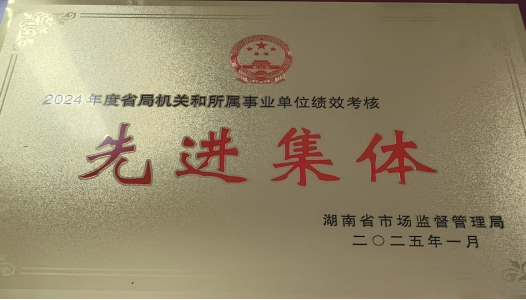 2024年度省局机关和所属事业单位绩效考核
先进集体
湖南省市场监督管理局
二〇二五年一月